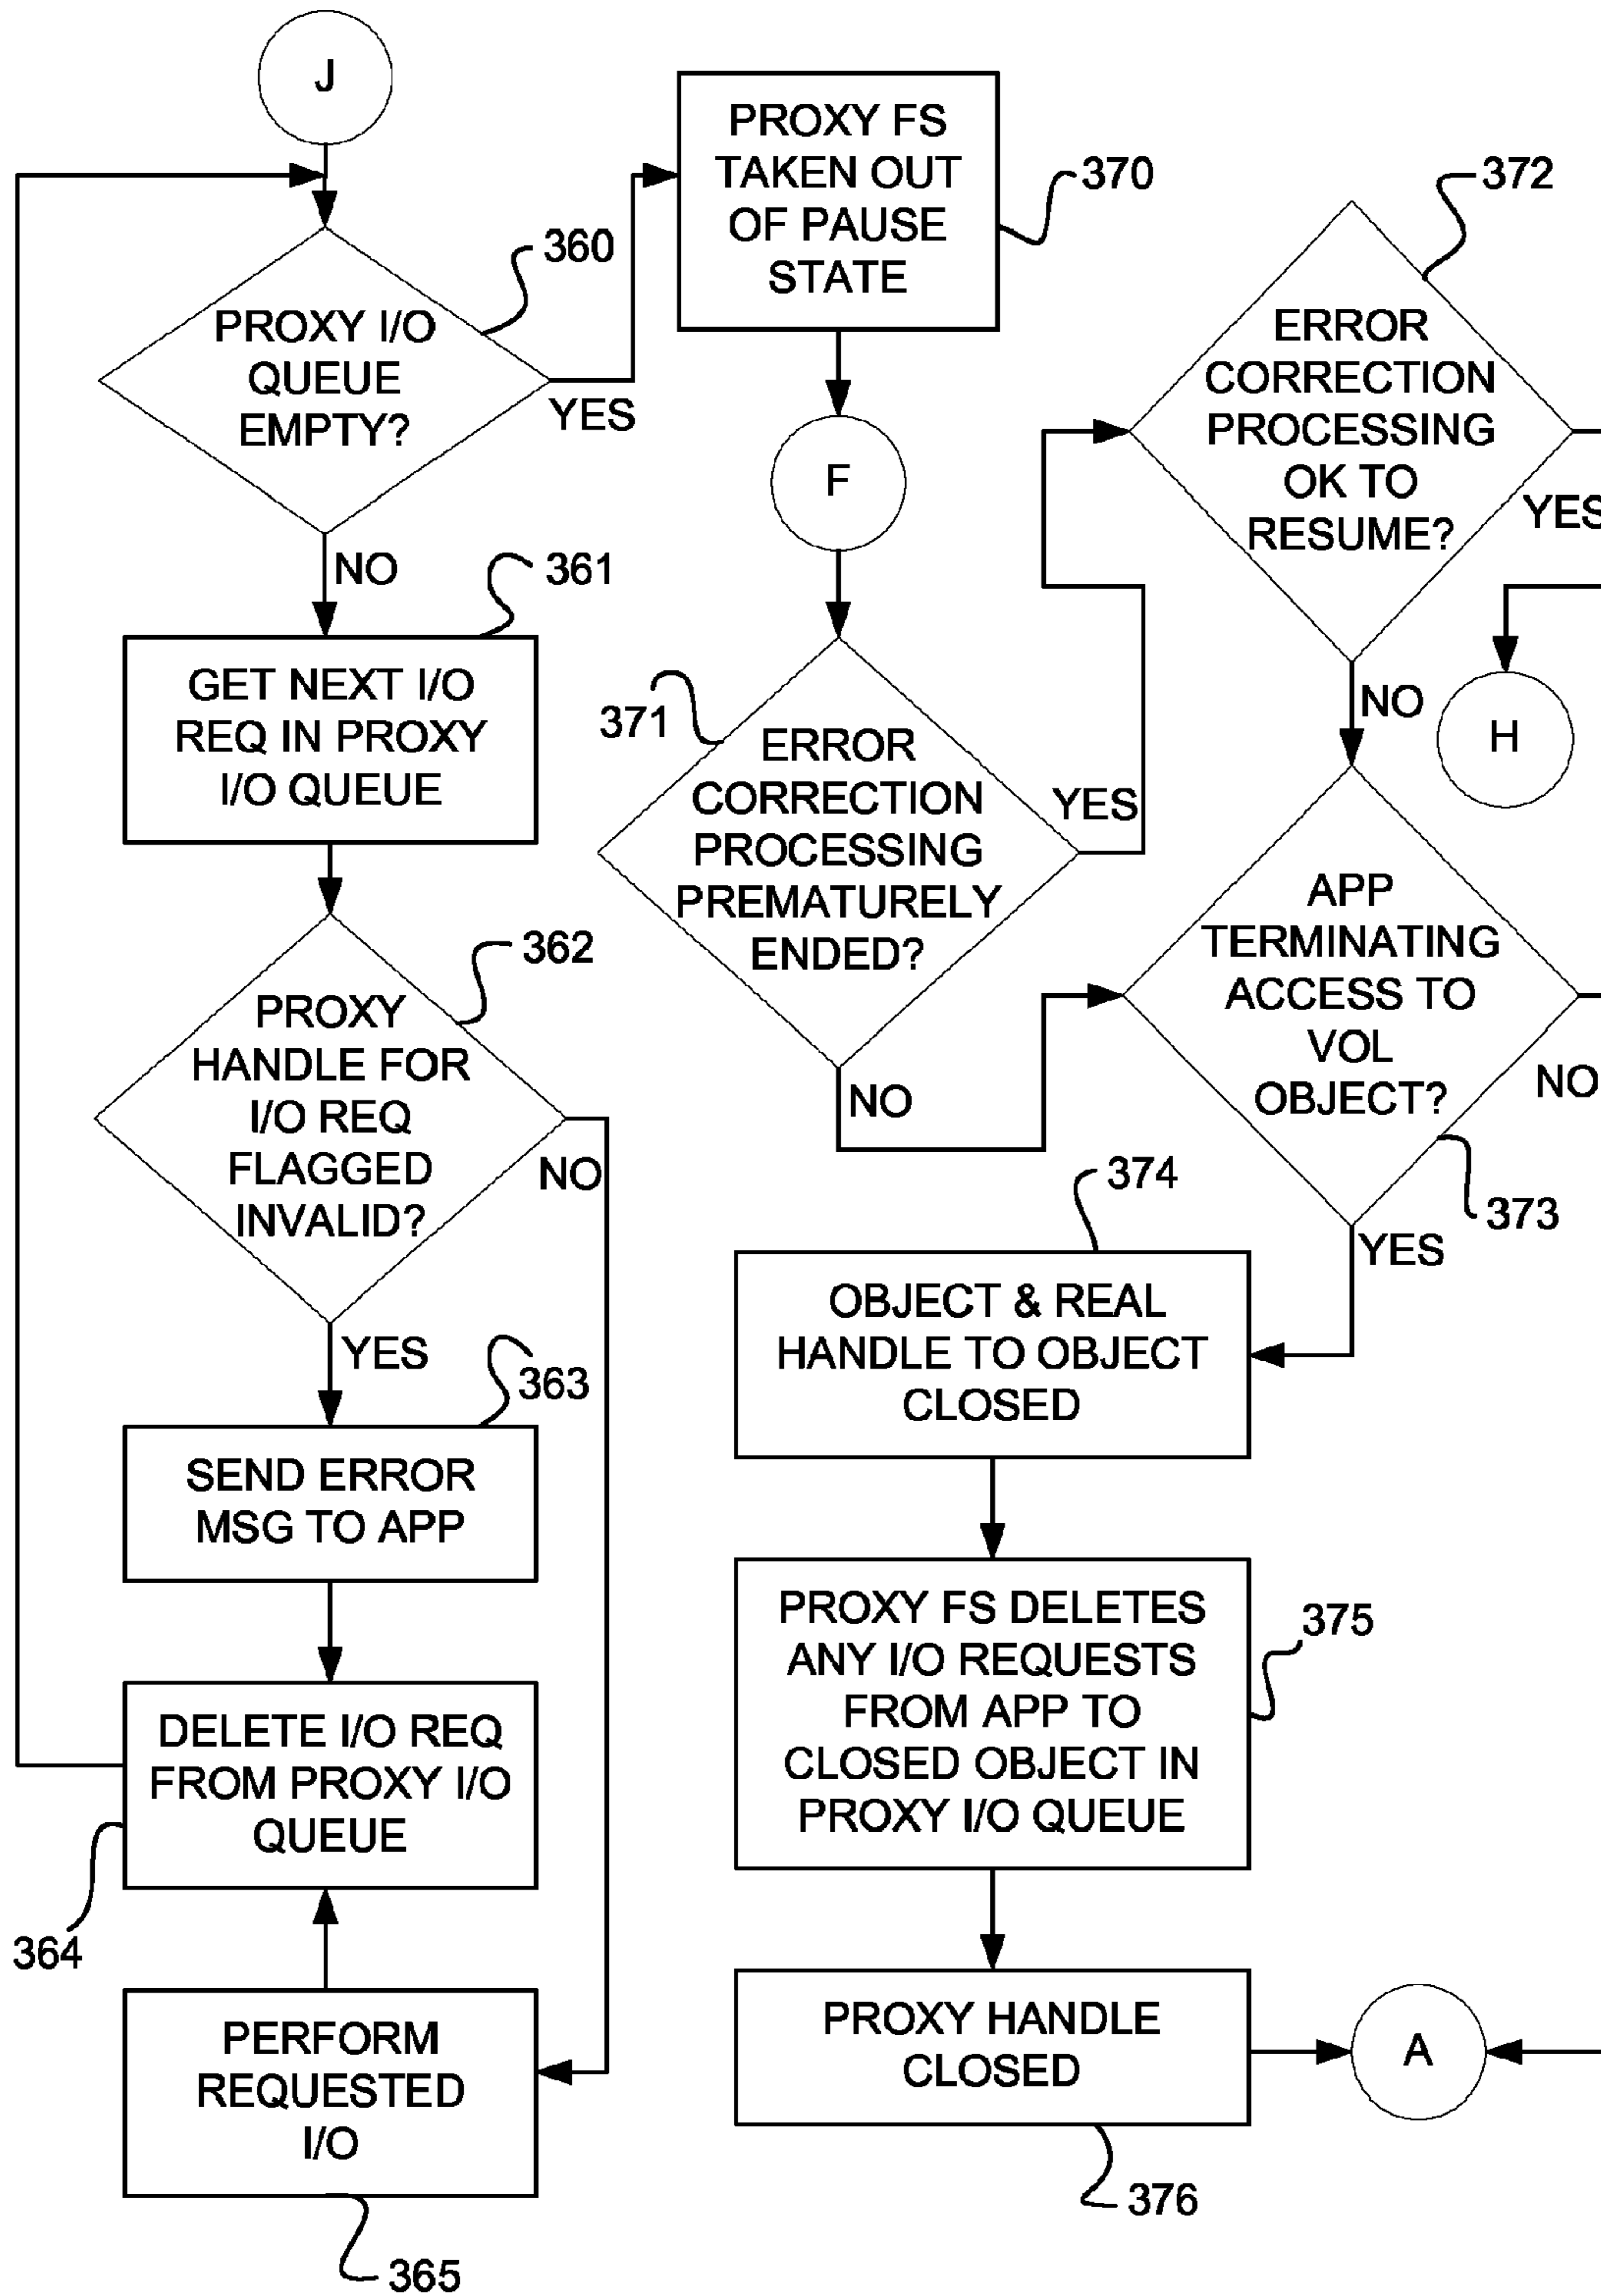 J
PROXY I/O
QUEUE
EMPTY?
360
YES
NO
361
GET NEXT I/O
REQ IN PROXY
I/O QUEUE
362
PROXY
HANDLE FOR
I/O REQ
FLAGGED
INVALID?
NO
YES
363
SEND ERROR
MSG TO APP
DELETE I/O REQ
FROM PROXY I/O
QUEUE
364
PERFORM
REQUESTED
I/O
365
PROXY FS
TAKEN OUT
OF PAUSE
STATE
370
F
371
ERROR
CORRECTION
PROCESSING
PREMATURELY
ENDED?
YES
NO
372
ERROR
CORRECTION
PROCESSING
OK TO
RESUME?
YES
NO
H
APP
TERMINATING
ACCESS TO
VOL
OBJECT?
NO
373
YES
374
OBJECT & REAL
HANDLE TO OBJECT
CLOSED
PROXY FS DELETES
ANY I/O REQUESTS
FROM APP TO
CLOSED OBJECT IN
PROXY I/O QUEUE
375
PROXY HANDLE
CLOSED
376
A